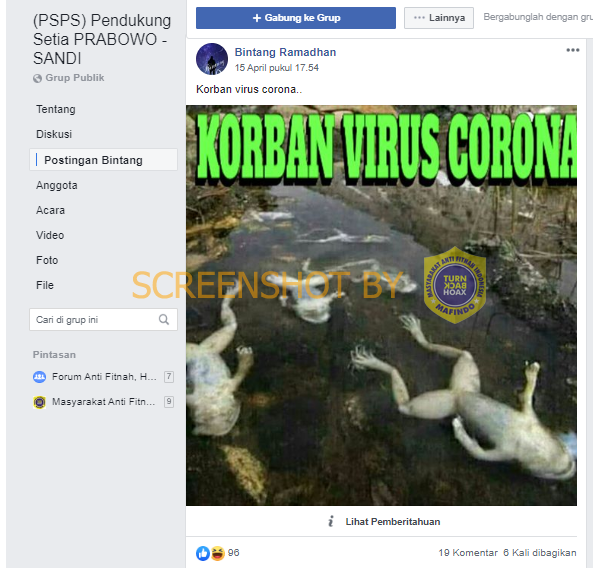 (PSPS) Pendukung
Setia PRABOWO -
SANDI
Grup Publik
Tentang
Diskusi
Postingan Bintang
Anggota
Acara
Video
Foto
File
Cari di grup ini
Pintasan
Forum Anti Fitnah, H... 7
Masyarakat Anti Fitn... 9
+ Gabung ke Grup
••• Lainnya
Bergabunglah dengan gru
Bintang Ramadhan
15 April pukul 17.54
Korban virus corona..
KORBAN VIRUS CORONA
SCREENSHOT BY
MASYARAKAT ANTI FITNAH INDONESIA
TURN
BACK
HOAX
MAFINDO
Lihat Pemberitahuan
96
19 Komentar 6 Kali dibagikan